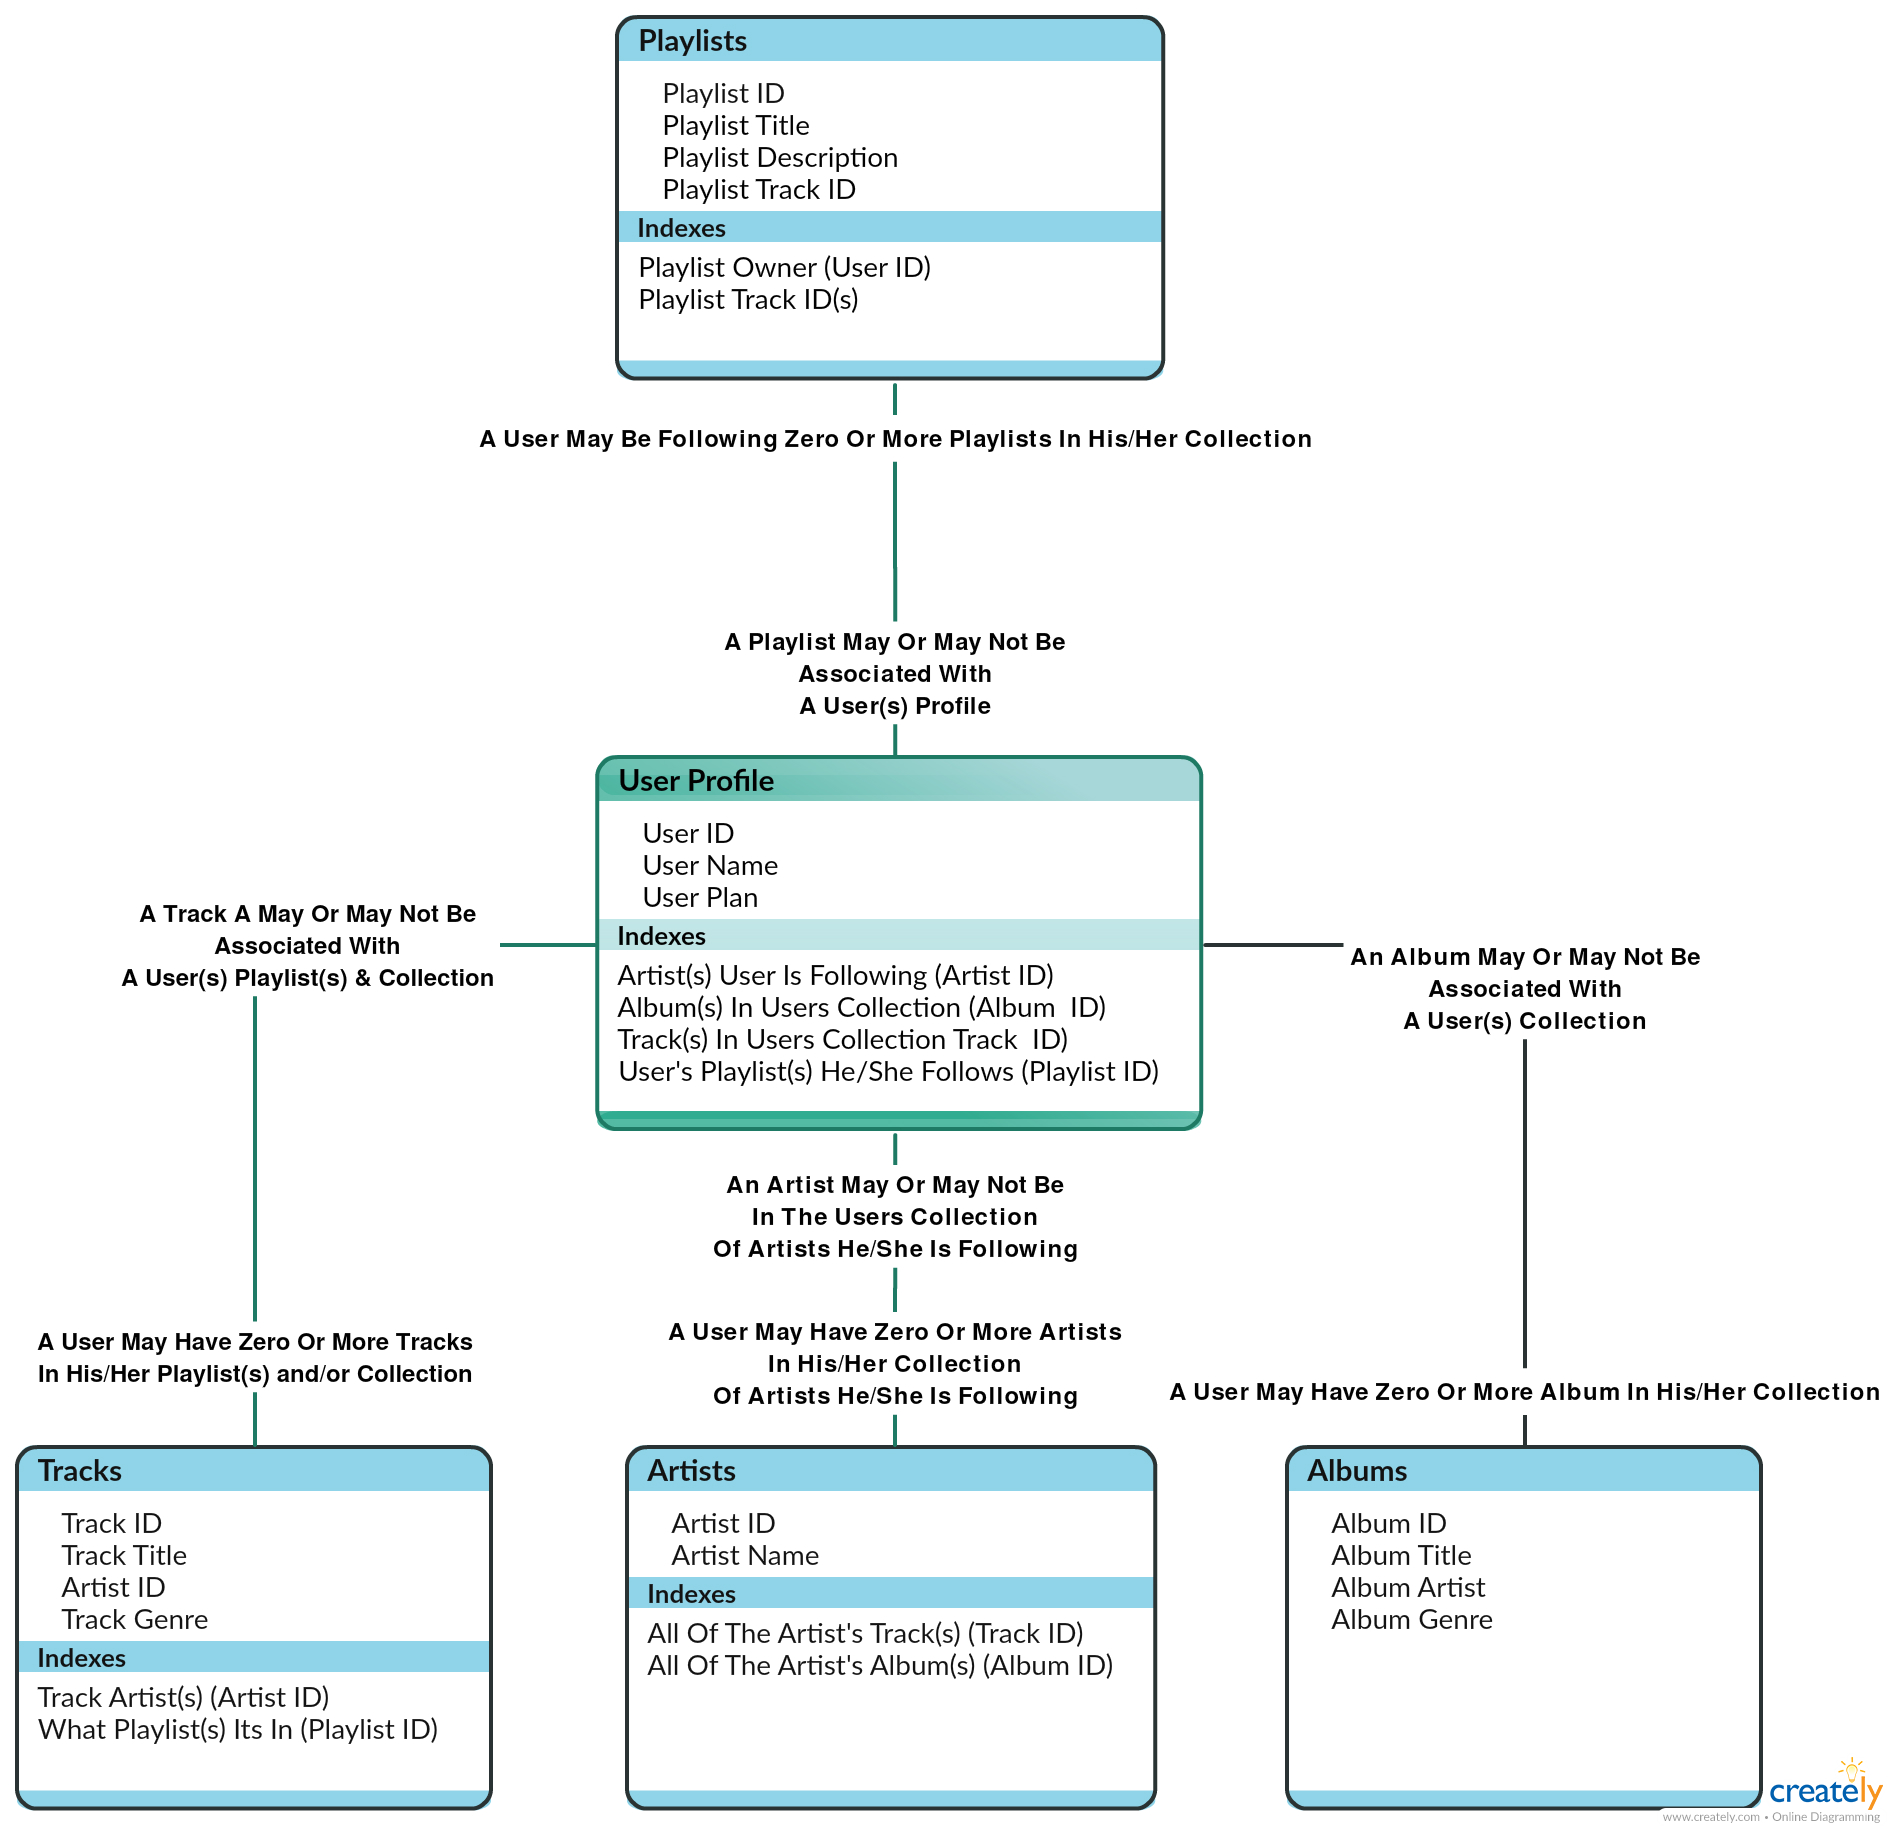 Playlists
Playlist ID
Playlist Title
Playlist Description
Playlist Track ID
Indexes
Playlist Owner (User ID)
Playlist Track ID(s)
A User May Be Following Zero Or More Playlists In His/Her Collection
A Playlist May Or May Not Be
Associated With
A User(s) Profile
User Profile
User ID
User Name
User Plan
Indexes
Artist(s) User Is Following (Artist ID)
Album(s) In Users Collection (Album  ID)
Track(s) In Users Collection Track  ID)
User's Playlist(s) He/She Follows (Playlist ID)
A Track A May Or May Not Be
Associated With
A User(s) Playlist(s) & Collection
An Album May Or May Not Be
Associated With
A User(s) Collection
An Artist May Or May Not Be
In The Users Collection
Of Artists He/She Is Following
A User May Have Zero Or More Tracks
In His/Her Playlist(s) and/or Collection
A User May Have Zero Or More Artists
In His/Her Collection
Of Artists He/She Is Following
A User May Have Zero Or More Album In His/Her Collection
Tracks
Track ID
Track Title
Artist ID
Track Genre
Indexes
Track Artist(s) (Artist ID)
What Playlist(s) Its In (Playlist ID)
Artists
Artist ID
Artist Name
Indexes
All Of The Artist's Track(s) (Track ID)
All Of The Artist's Album(s) (Album ID)
Albums
Album ID
Album Title
Album Artist
Album Genre
creately
www.creately.com • Online Diagramming